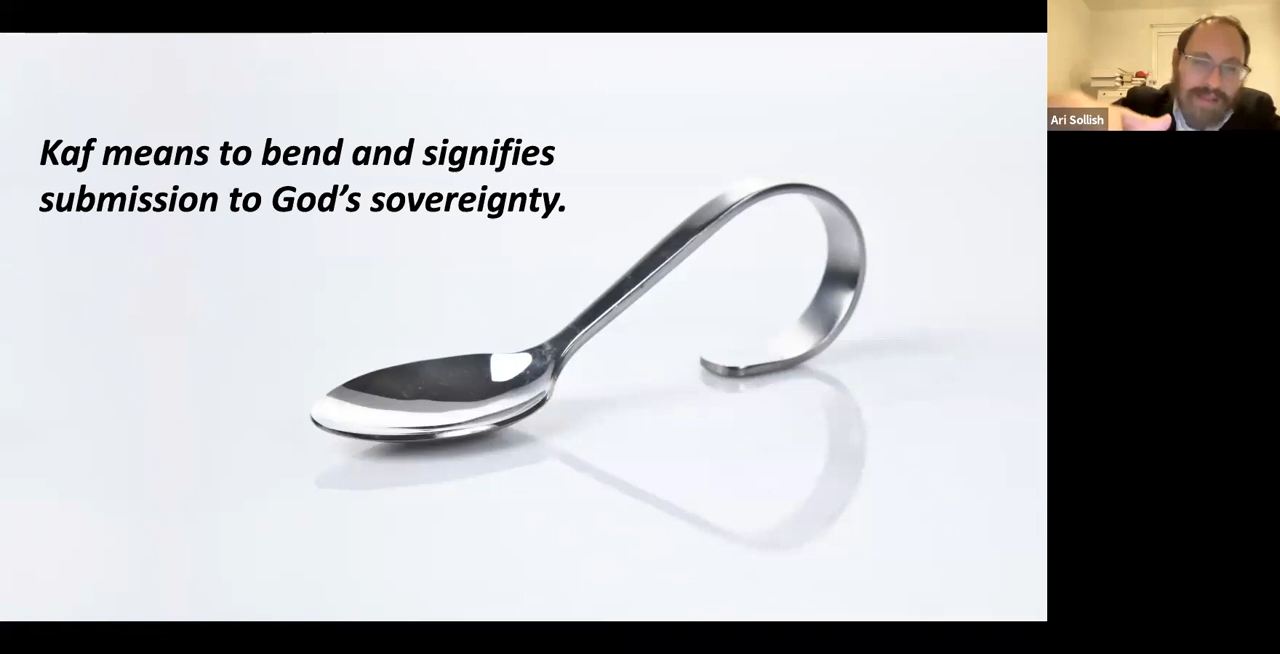 Kaf means to bend and signifies
submission to God’s sovereignty.
Ari Sollish